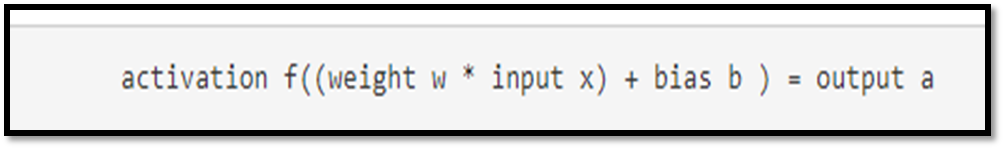 activation f((weight w * input x) + bias b ) = output a